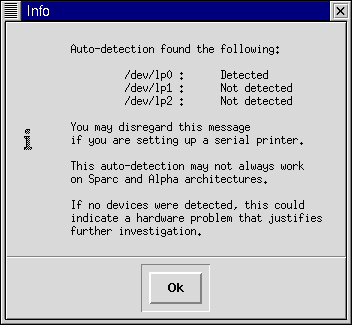 Info
Auto-detection found the following:
/dev/lp0 : Detected
/dev/lp1 : Not detected
/dev/lp2 : Not detected
You may disregard this message
if you are setting up a serial printer.
This auto-detection may not always work
on Sparc and Alpha architectures.
If no devices were detected, this could
indicate a hardware problem that justifies
further investigation.
Ok